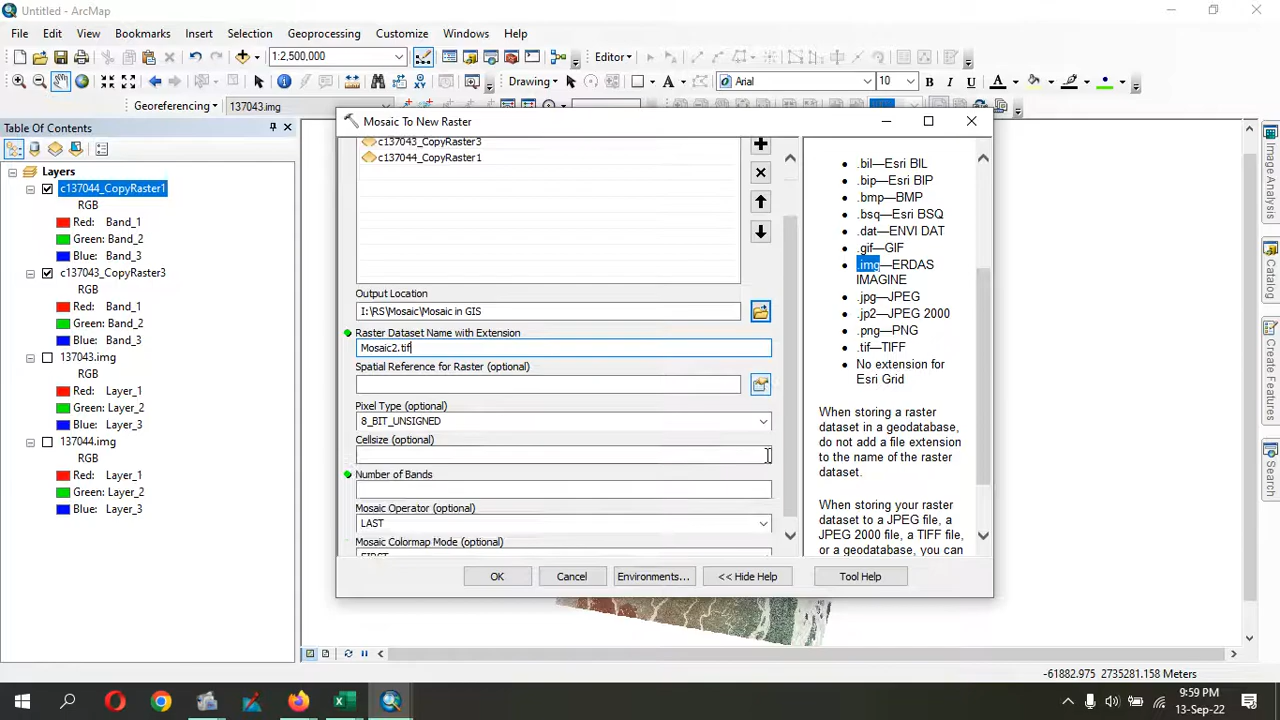 Untitled - ArcMap
File Edit View Bookmarks Insert Selection Geoprocessing Customize Windows Help
1:2,500,000
Editor
Drawing
A
Arial
10
B I U A
Georeferencing
137043.img
Table Of Contents
Layers
c137044_CopyRaster1
RGB
Red: Band_1
Green: Band_2
Blue: Band_3
c137043_CopyRaster3
RGB
Red: Band_1
Green: Band_2
Blue: Band_3
137043.img
RGB
Red: Layer_1
Green: Layer_2
Blue: Layer_3
137044.img
RGB
Red: Layer_1
Green: Layer_2
Blue: Layer_3
Mosaic To New Raster
c137043_CopyRaster3
c137044_CopyRaster1
Output Location
I:\RS\Mosaic\Mosaic in GIS
Raster Dataset Name with Extension
Mosaic2.tif
Spatial Reference for Raster (optional)
Pixel Type (optional)
8_BIT_UNSIGNED
Cellsize (optional)
Number of Bands
Mosaic Operator (optional)
LAST
Mosaic Colormap Mode (optional)
FIRST
OK
Cancel
Environments...
<< Hide Help
Tool Help
.bil—Esri BIL
.bip—Esri BIP
.bmp—BMP
.bsq—Esri BSQ
.dat—ENVI DAT
.gif—GIF
.img—ERDAS
IMAGINE
.jpg—JPEG
.jp2—JPEG 2000
.png—PNG
.tif—TIFF
No extension for
Esri Grid
When storing a raster
dataset in a geodatabase,
do not add a file extension
to the name of the raster
dataset.
When storing your raster
dataset to a JPEG file, a
JPEG 2000 file, a TIFF file,
or a geodatabase, you can
Image Analysis
Catalog
Create Features
Search
-61882.975 2735281.158 Meters
9:59 PM
13-Sep-22